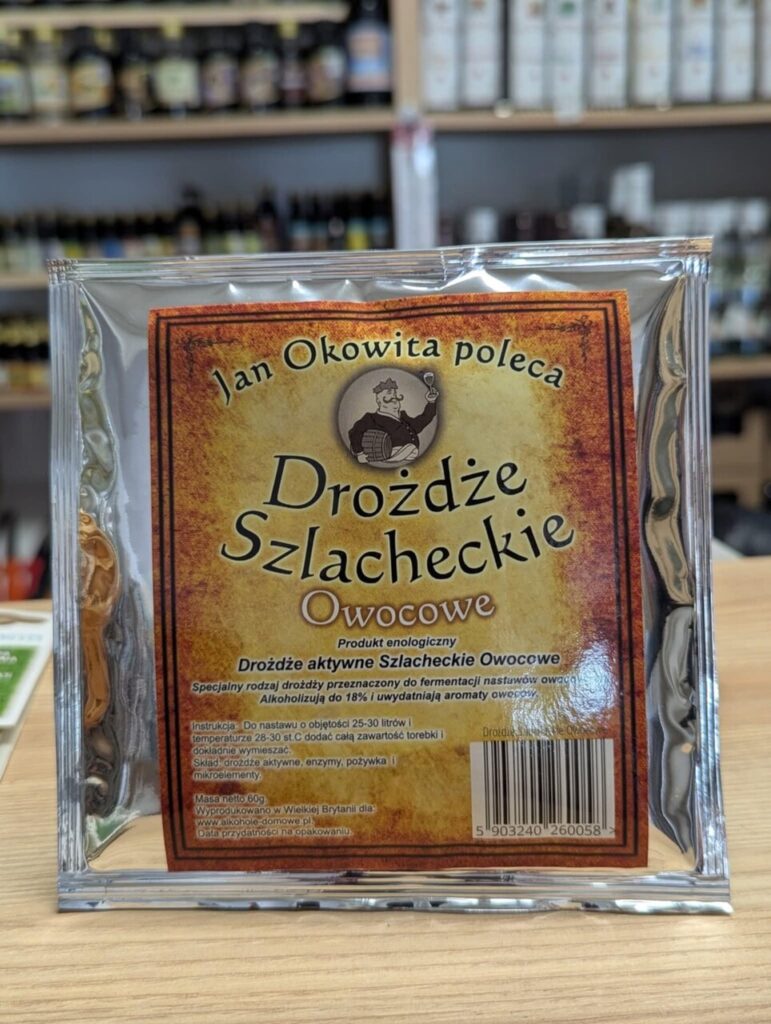 Jan Okowita poleca
Drożdże
Szlacheckie
Owocowe
Produkt enologiczny
Drożdże aktywne Szlacheckie Owocowe
Specjalny rodzaj drożdży przeznaczony do fermentacji nastawów
Alkoholizują do 18% i uwydatniają aromaty owoców.
Instrukcja: Do nastawu o objętości 25-30 litrów i
temperaturze 28-30 st.C dodać całą zawartość torebki i
dokładnie wymieszać.
Skład: drożdże aktywne, enzymy, pożywka i
mikroelementy.
Masa netto 60g
Wyprodukowano w Wielkiej Brytanii dla:
www.alkohole-domowe.pl.
Data przydatności na opakowaniu.
5 903240 260058 >